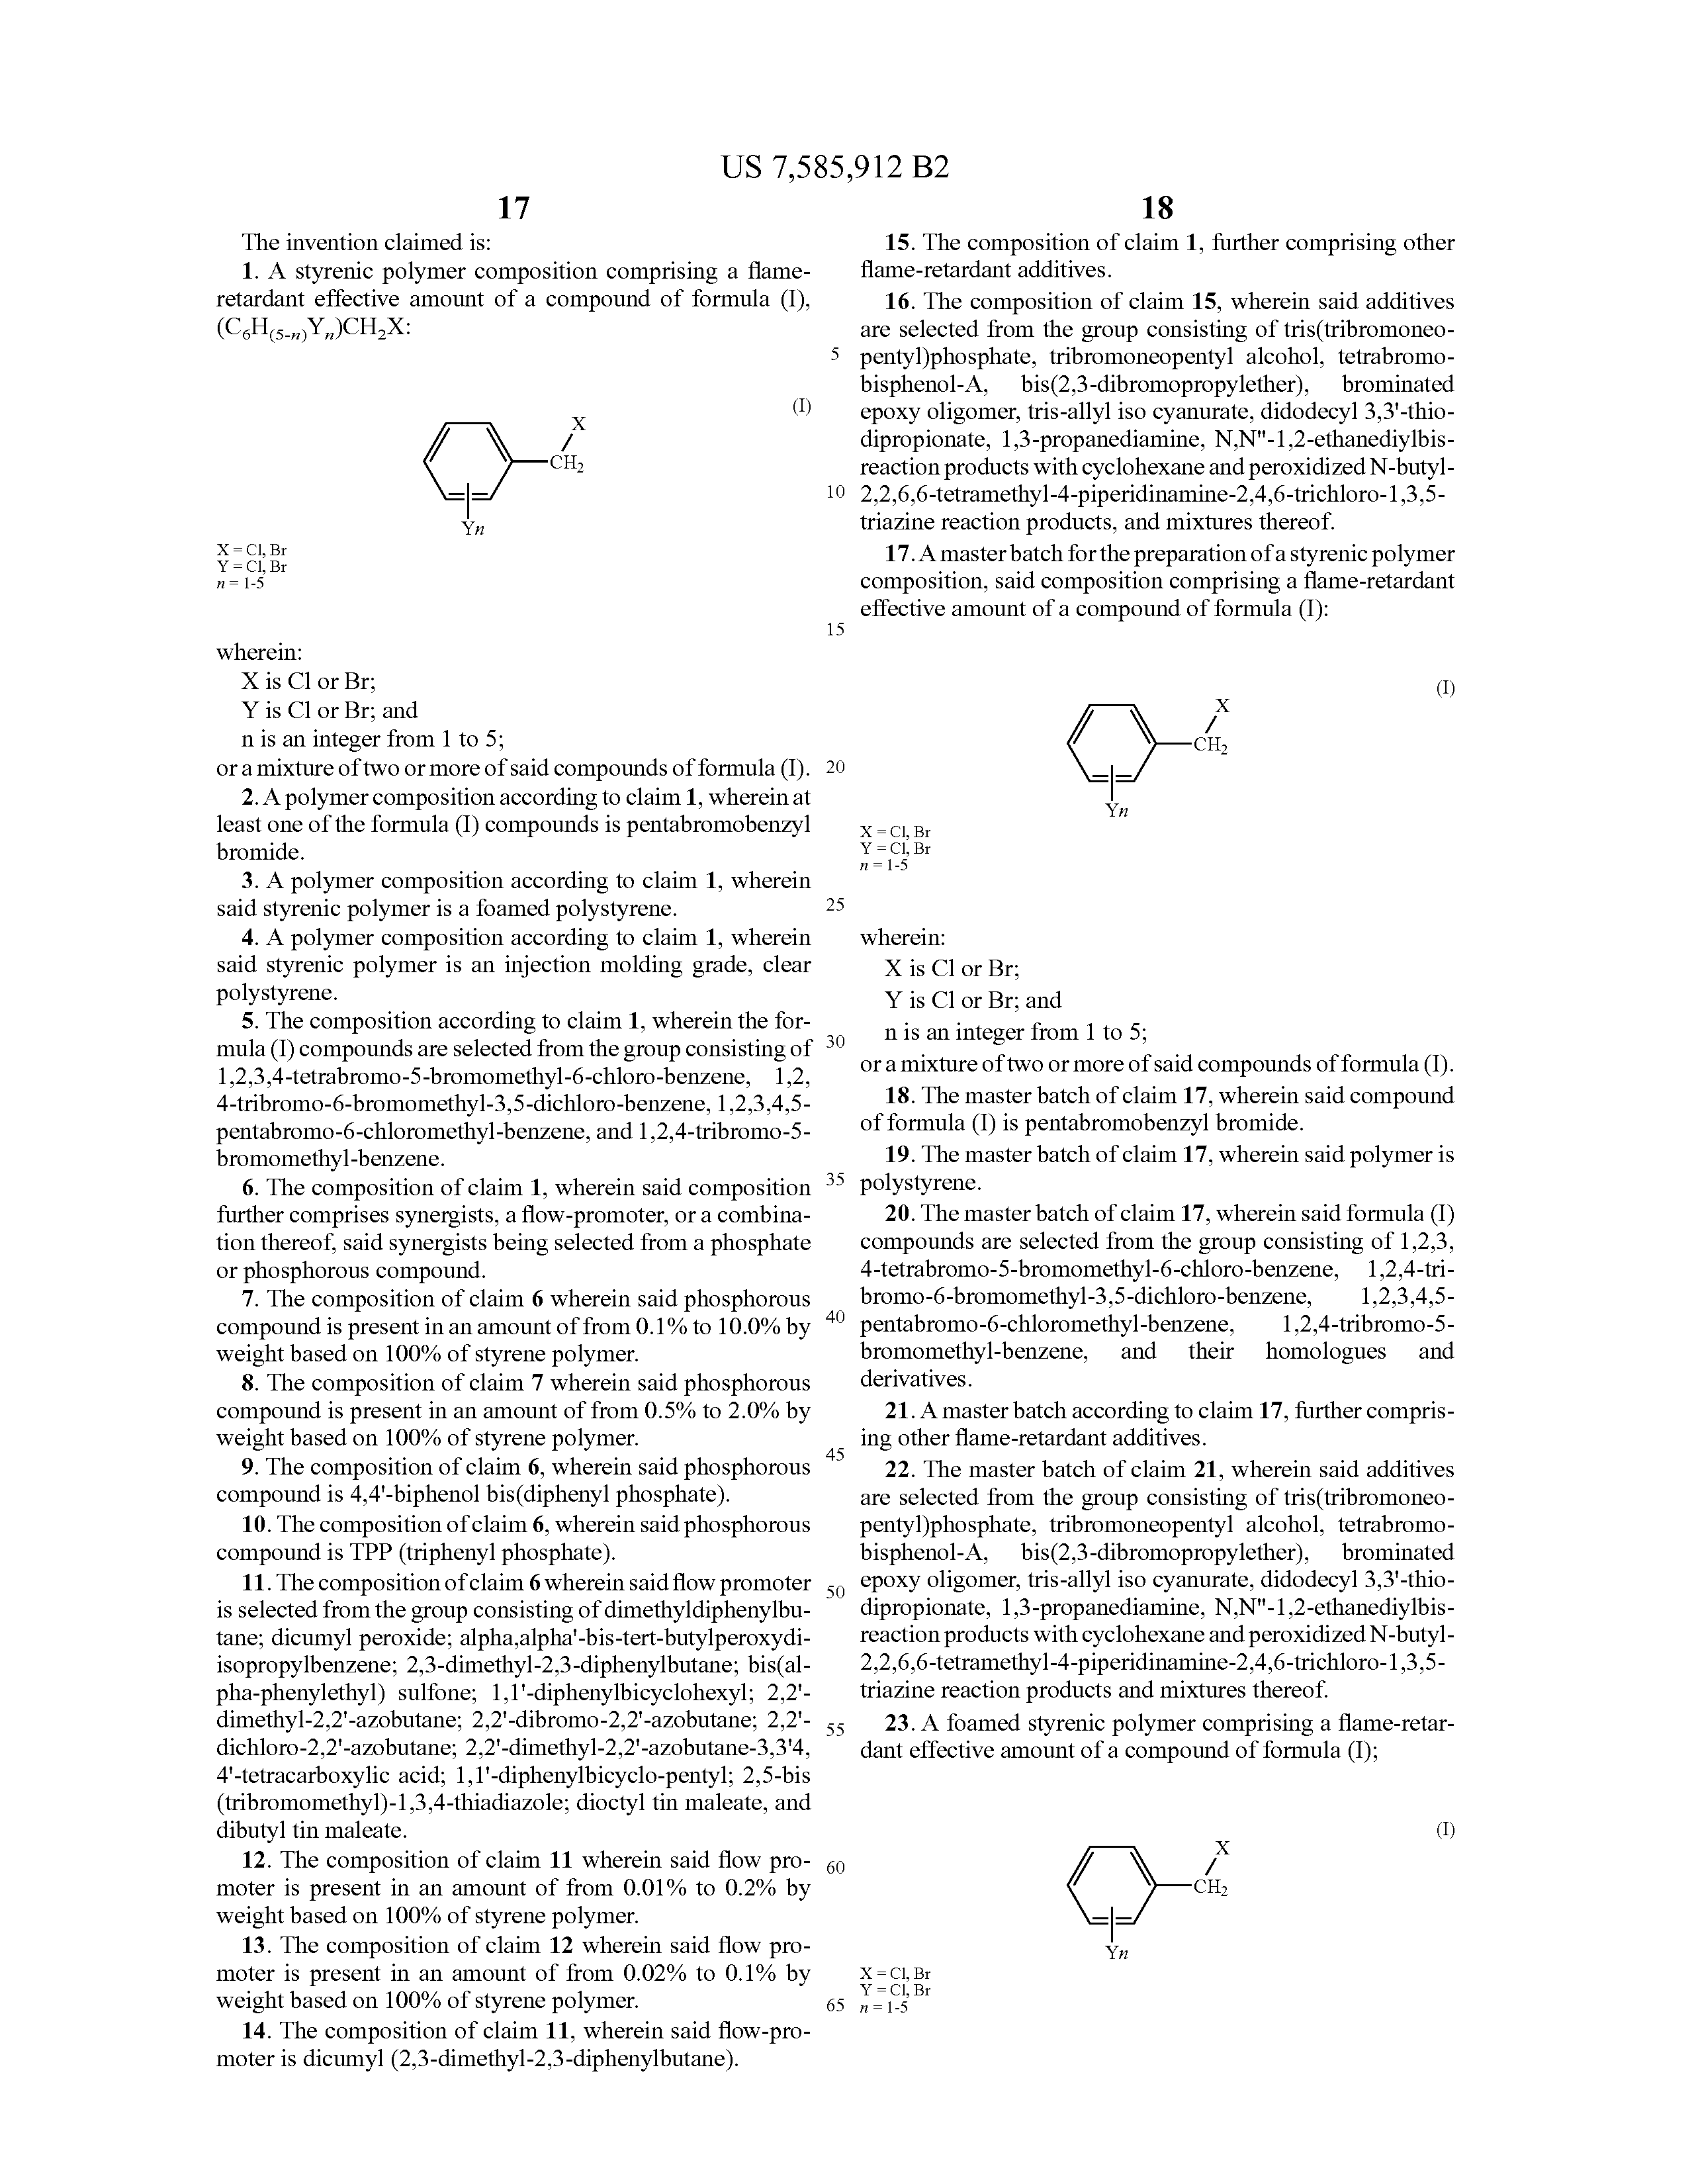 US 7,585,912 B2
17
The invention claimed is:
1. A styrenic polymer composition comprising a flame-
retardant effective amount of a compound of formula (I),
(C6H(5-n)Yn)CH2X:
(I)
X
CH2
Yn
X = Cl, Br
Y = Cl, Br
n = 1-5
wherein:
X is Cl or Br;
Y is Cl or Br; and
n is an integer from 1 to 5;
or a mixture of two or more of said compounds of formula (I).
2. A polymer composition according to claim 1, wherein at
least one of the formula (I) compounds is pentabromobenzyl
bromide.
3. A polymer composition according to claim 1, wherein
said styrenic polymer is a foamed polystyrene.
4. A polymer composition according to claim 1, wherein
said styrenic polymer is an injection molding grade, clear
polystyrene.
5. The composition according to claim 1, wherein the for-
mula (I) compounds are selected from the group consisting of
1,2,3,4-tetrabromo-5-bromomethyl-6-chloro-benzene, 1,2,
4-tribromo-6-bromomethyl-3,5-dichloro-benzene, 1,2,3,4,5-
pentabromo-6-chloromethyl-benzene, and 1,2,4-tribromo-5-
bromomethyl-benzene.
6. The composition of claim 1, wherein said composition
further comprises synergists, a flow-promoter, or a combina-
tion thereof, said synergists being selected from a phosphate
or phosphorous compound.
7. The composition of claim 6 wherein said phosphorous
compound is present in an amount of from 0.1% to 10.0% by
weight based on 100% of styrene polymer.
8. The composition of claim 7 wherein said phosphorous
compound is present in an amount of from 0.5% to 2.0% by
weight based on 100% of styrene polymer.
9. The composition of claim 6, wherein said phosphorous
compound is 4,4'-biphenol bis(diphenyl phosphate).
10. The composition of claim 6, wherein said phosphorous
compound is TPP (triphenyl phosphate).
11. The composition of claim 6 wherein said flow promoter
is selected from the group consisting of dimethyldiphenylbu-
tane; dicumyl peroxide; alpha,alpha'-bis-tert-butylperoxydi-
isopropylbenzene; 2,3-dimethyl-2,3-diphenylbutane; bis(al-
pha-phenylethyl) sulfone; 1,1'-diphenylbicyclohexyl; 2,2'-
dimethyl-2,2'-azobutane; 2,2'-dibromo-2,2'-azobutane; 2,2'-
dichloro-2,2'-azobutane; 2,2'-dimethyl-2,2'-azobutane-3,3'4,
4'-tetracarboxylic acid; 1,1'-diphenylbicyclo-pentyl; 2,5-bis
(tribromomethyl)-1,3,4-thiadiazole; dioctyl tin maleate, and
dibutyl tin maleate.
12. The composition of claim 11 wherein said flow pro-
moter is present in an amount of from 0.01% to 0.2% by
weight based on 100% of styrene polymer.
13. The composition of claim 12 wherein said flow pro-
moter is present in an amount of from 0.02% to 0.1% by
weight based on 100% of styrene polymer.
14. The composition of claim 11, wherein said flow-pro-
moter is dicumyl (2,3-dimethyl-2,3-diphenylbutane).
5
10
15
20
25
30
35
40
45
50
55
60
65
18
15. The composition of claim 1, further comprising other
flame-retardant additives.
16. The composition of claim 15, wherein said additives
are selected from the group consisting of tris(tribromoneo-
pentyl)phosphate, tribromoneopentyl alcohol, tetrabromo-
bisphenol-A, bis(2,3-dibromopropylether), brominated
epoxy oligomer, tris-allyl iso cyanurate, didodecyl 3,3'-thio-
dipropionate, 1,3-propanediamine, N,N"-1,2-ethanediylbis-
reaction products with cyclohexane and peroxidized N-butyl-
2,2,6,6-tetramethyl-4-piperidinamine-2,4,6-trichloro-1,3,5-
triazine reaction products, and mixtures thereof.
17. A master batch for the preparation of a styrenic polymer
composition, said composition comprising a flame-retardant
effective amount of a compound of formula (I):
(I)
X
CH2
Yn
X = Cl, Br
Y = Cl, Br
n = 1-5
wherein:
X is Cl or Br;
Y is Cl or Br; and
n is an integer from 1 to 5;
or a mixture of two or more of said compounds of formula (I).
18. The master batch of claim 17, wherein said compound
of formula (I) is pentabromobenzyl bromide.
19. The master batch of claim 17, wherein said polymer is
polystyrene.
20. The master batch of claim 17, wherein said formula (I)
compounds are selected from the group consisting of 1,2,3,
4-tetrabromo-5-bromomethyl-6-chloro-benzene, 1,2,4-tri-
bromo-6-bromomethyl-3,5-dichloro-benzene, 1,2,3,4,5-
pentabromo-6-chloromethyl-benzene, 1,2,4-tribromo-5-
bromomethyl-benzene, and their homologues and
derivatives.
21. A master batch according to claim 17, further compris-
ing other flame-retardant additives.
22. The master batch of claim 21, wherein said additives
are selected from the group consisting of tris(tribromoneo-
pentyl)phosphate, tribromoneopentyl alcohol, tetrabromo-
bisphenol-A, bis(2,3-dibromopropylether), brominated
epoxy oligomer, tris-allyl iso cyanurate, didodecyl 3,3'-thio-
dipropionate, 1,3-propanediamine, N,N"-1,2-ethanediylbis-
reaction products with cyclohexane and peroxidized N-butyl-
2,2,6,6-tetramethyl-4-piperidinamine-2,4,6-trichloro-1,3,5-
triazine reaction products and mixtures thereof.
23. A foamed styrenic polymer comprising a flame-retar-
dant effective amount of a compound of formula (I);
(I)
X
CH2
Yn
X = Cl, Br
Y = Cl, Br
n = 1-5